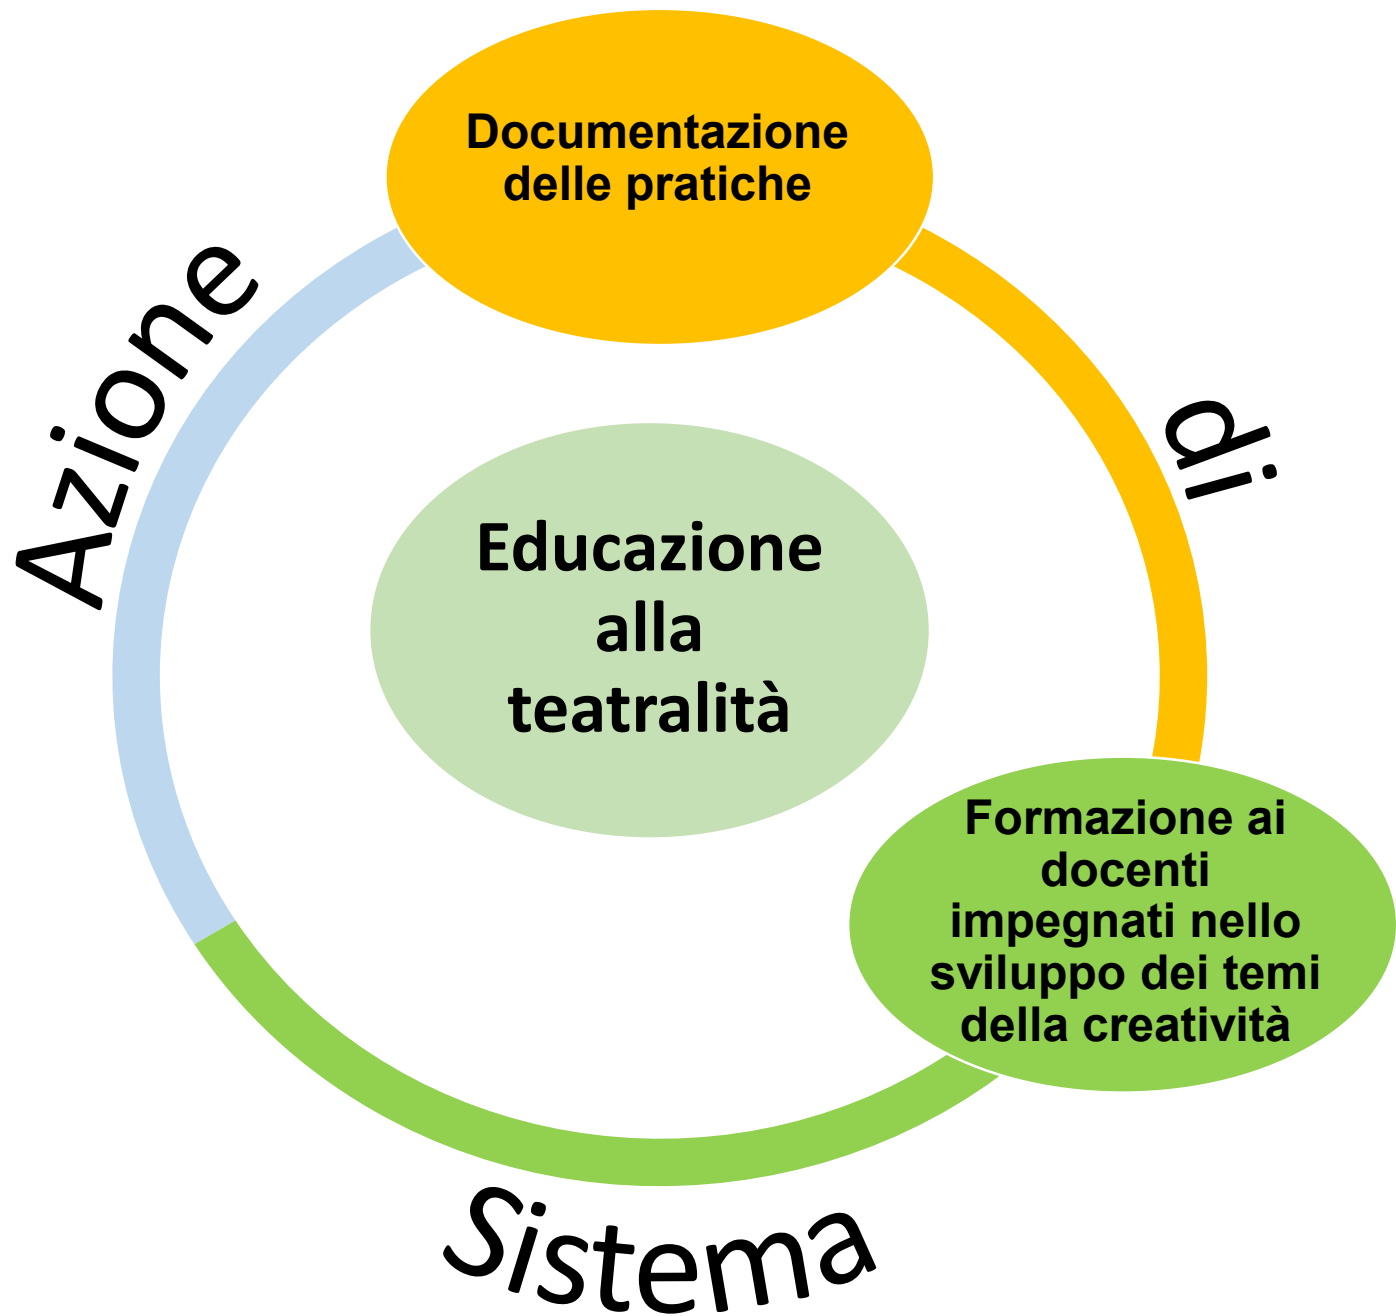 Documentazione
delle pratiche
Azione
di
Educazione
alla
teatralità
Formazione ai
docenti
impegnati nello
sviluppo dei temi
della creatività
Sistema